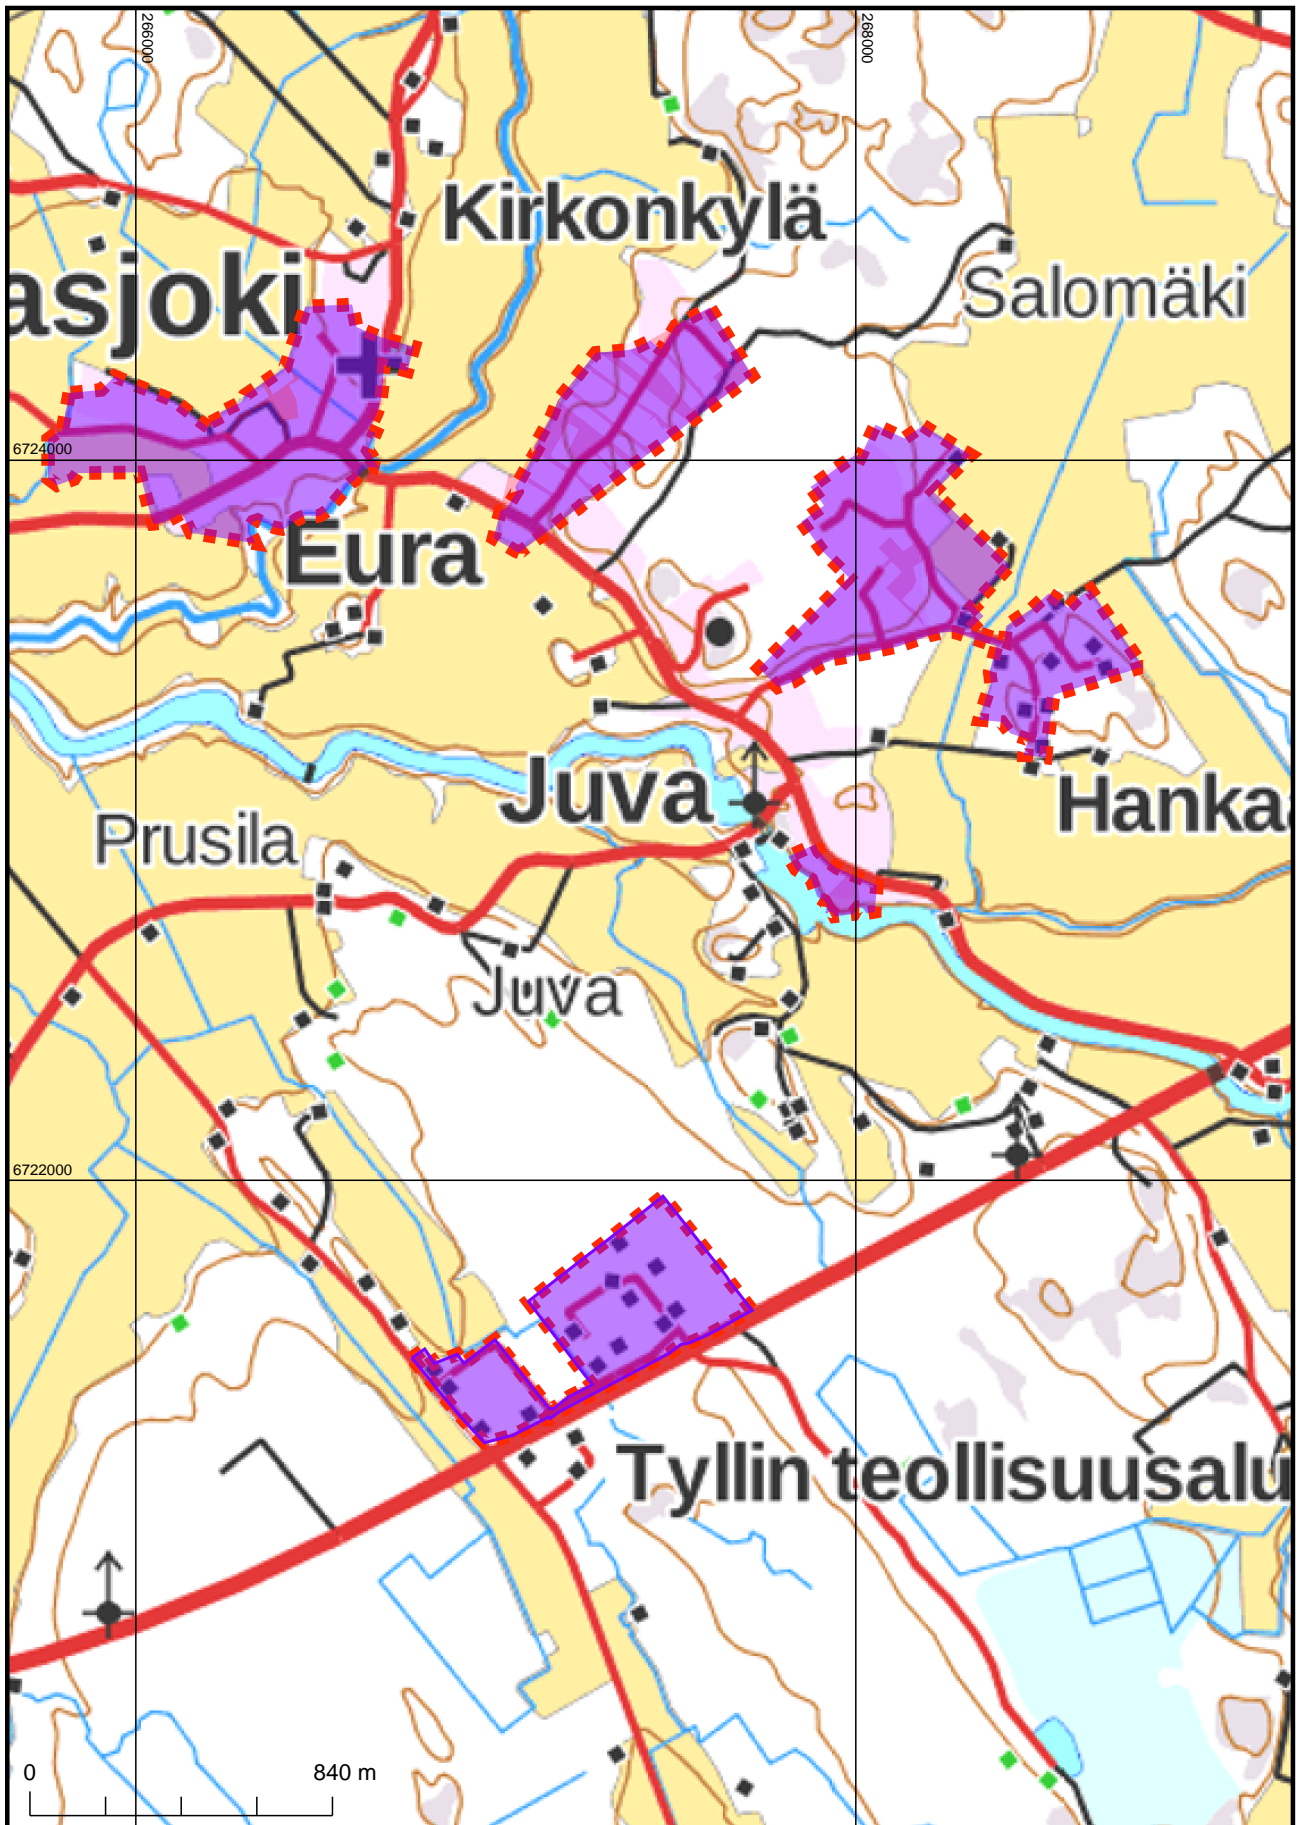 266000
268000
Kirkonkylä
Salomäki
asjoki
6724000
Eura
Juva
Hanka
Prusila
Juva
6722000
Tyllin teollisuusalu
0 840 m